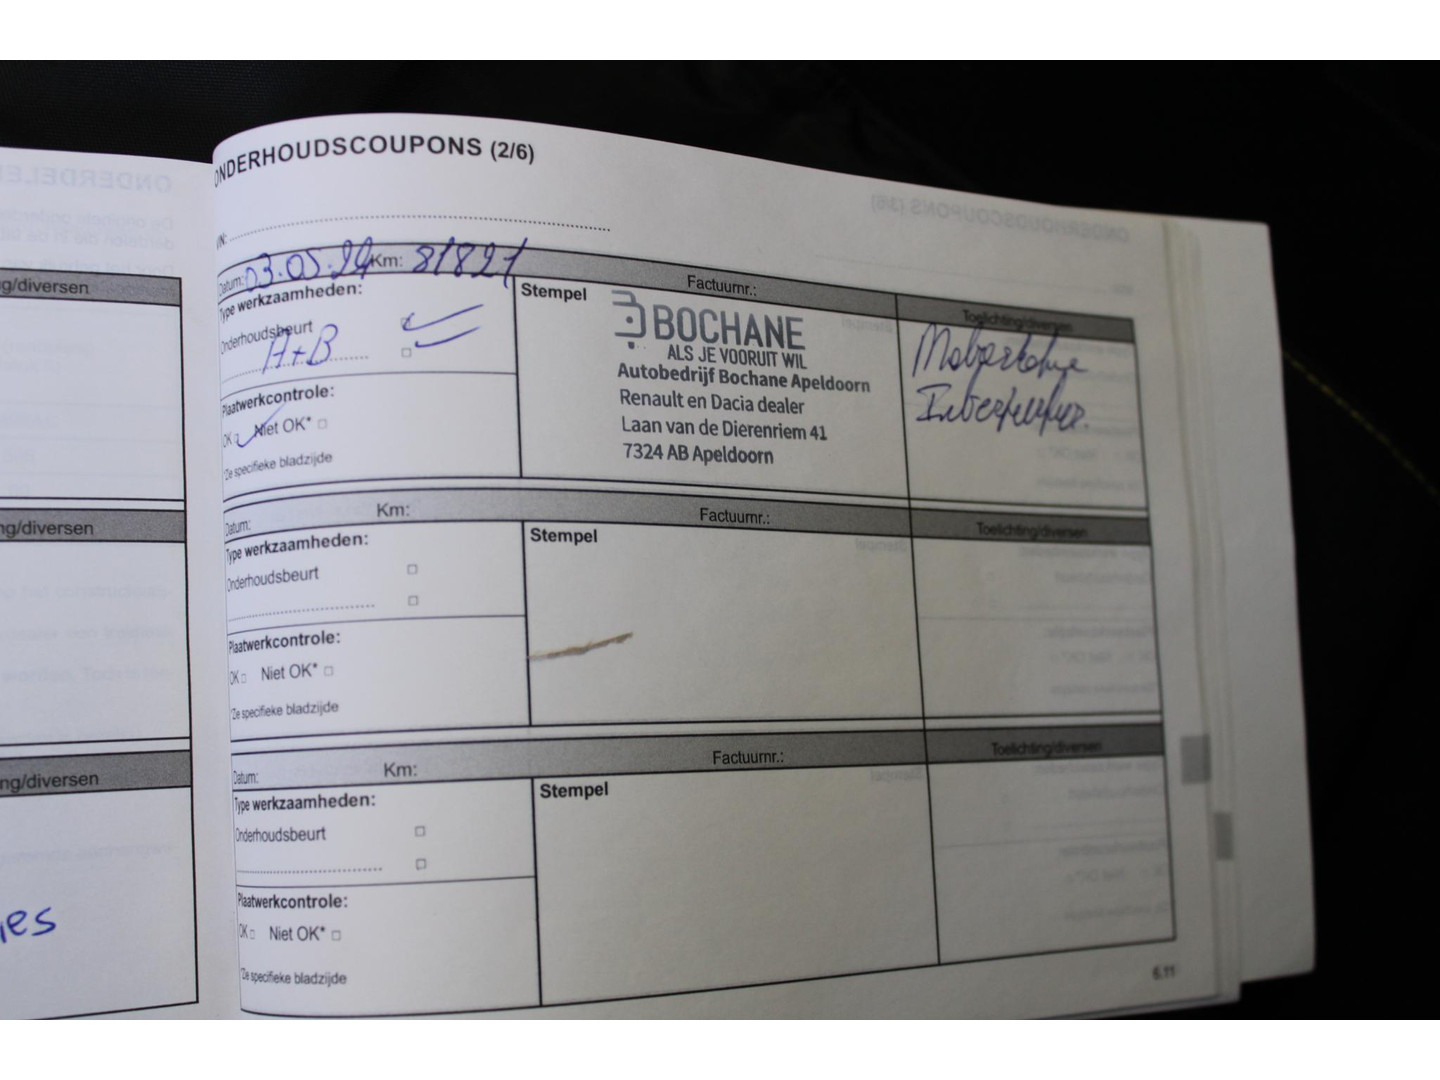 ONDERHOUDSCOUPONS (2/6)
VIN:
Datum: 03.05.24 Km: 81821 Factuurnr.: Toelichting/diversen
Type werkzaamheden:
Onderhoudsbeurt
A+B
Plaatwerkcontrole:
OK Niet OK*
*Zie specifieke bladzijde
Stempel
BOCHANE
ALS JE VOORUIT WIL
Autobedrijf Bochane Apeldoorn
Renault en Dacia dealer
Laan van de Dierenriem 41
7324 AB Apeldoorn
Datum: Km: Factuurnr.: Toelichting/diversen
Type werkzaamheden:
Onderhoudsbeurt
Plaatwerkcontrole:
OK Niet OK*
*Zie specifieke bladzijde
Stempel
Datum: Km: Factuurnr.: Toelichting/diversen
Type werkzaamheden:
Onderhoudsbeurt
Plaatwerkcontrole:
OK Niet OK*
*Zie specifieke bladzijde
Stempel
6.11
ng/diversen
ng/diversen
ng/diversen